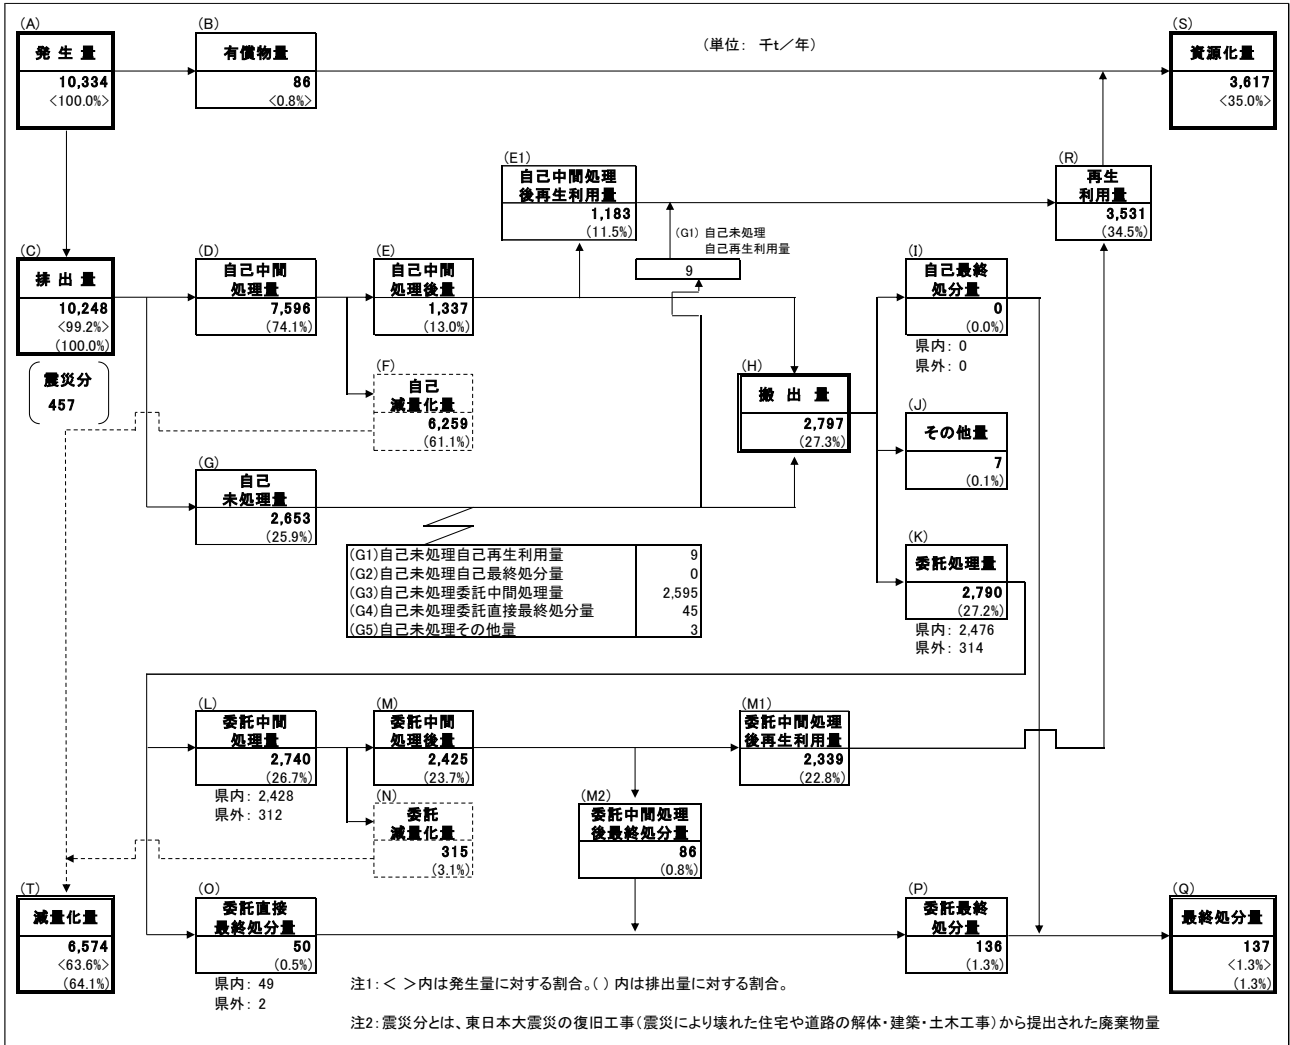 (A)
発 生 量
10,334
<100.0%>
(B)
有償物量
86
<0.8%>
(単位: 千t／年)
(S)
資源化量
3,617
<35.0%>
(E1)
自己中間処理
後再生利用量
1,183
(11.5%)
(G1) 自己未処理
自己再生利用量
9
(R)
再生
利用量
3,531
(34.5%)
(C)
排 出 量
10,248
<99.2%>
(100.0%)
震災分
457
(D)
自己中間
処理量
7,596
(74.1%)
(E)
自己中間
処理後量
1,337
(13.0%)
(F)
自己
減量化量
6,259
(61.1%)
(G)
自己
未処理量
2,653
(25.9%)
(G1)自己未処理自己再生利用量 9
(G2)自己未処理自己最終処分量 0
(G3)自己未処理委託中間処理量 2,595
(G4)自己未処理委託直接最終処分量 45
(G5)自己未処理その他量 3
(H)
搬 出 量
2,797
(27.3%)
(I)
自己最終
処分量
0
(0.0%)
県内: 0
県外: 0
(J)
その他量
7
(0.1%)
(K)
委託処理量
2,790
(27.2%)
県内: 2,476
県外: 314
(L)
委託中間
処理量
2,740
(26.7%)
県内: 2,428
県外: 312
(M)
委託中間
処理後量
2,425
(23.7%)
(N)
委託
減量化量
315
(3.1%)
(M1)
委託中間処理
後再生利用量
2,339
(22.8%)
(M2)
委託中間処理
後最終処分量
86
(0.8%)
(T)
減量化量
6,574
<63.6%>
(64.1%)
(O)
委託直接
最終処分量
50
(0.5%)
県内: 49
県外: 2
(P)
委託最終
処分量
136
(1.3%)
(Q)
最終処分量
137
<1.3%>
(1.3%)
注1:< >内は発生量に対する割合。( )内は排出量に対する割合。
注2:震災分とは、東日本大震災の復旧工事(震災により壊れた住宅や道路の解体・建築・土木工事)から提出された廃棄物量